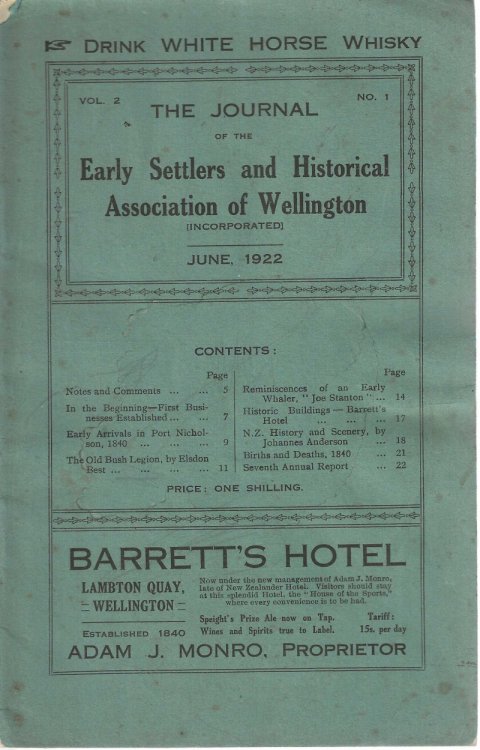 DRINK WHITE HORSE WHISKY
VOL. 2
NO. 1
THE JOURNAL
OF THE
Early Settlers and Historical
Association of Wellington
[INCORPORATED]
JUNE, 1922
CONTENTS:
Page
Notes and Comments ... ... 5
In the Beginning—First Busi-
nesses Established ... ... 7
Early Arrivals in Port Nichol-
son, 1840 ... ... ... 9
The Old Bush Legion, by Elsdon
Best ... ... ... ... 11
Page
Reminiscences of an Early
Whaler, "Joe Stanton" ... 14
Historic Buildings — Barrett's
Hotel ... ... ... 17
N.Z. History and Scenery, by
Johannes Anderson ... 18
Births and Deaths, 1840 ... 21
Seventh Annual Report ... 22
PRICE: ONE SHILLING.
BARRETT'S HOTEL
LAMBTON QUAY,
WELLINGTON
ESTABLISHED 1840
Now under the new management of Adam J. Monro,
late of New Zealander Hotel. Visitors should stay
at this splendid Hotel, the "House of the Sports,"
where every convenience is to be had.
Speight's Prize Ale now on Tap.
Wines and Spirits true to Label.
Tariff:
15s. per day
ADAM J. MONRO, PROPRIETOR